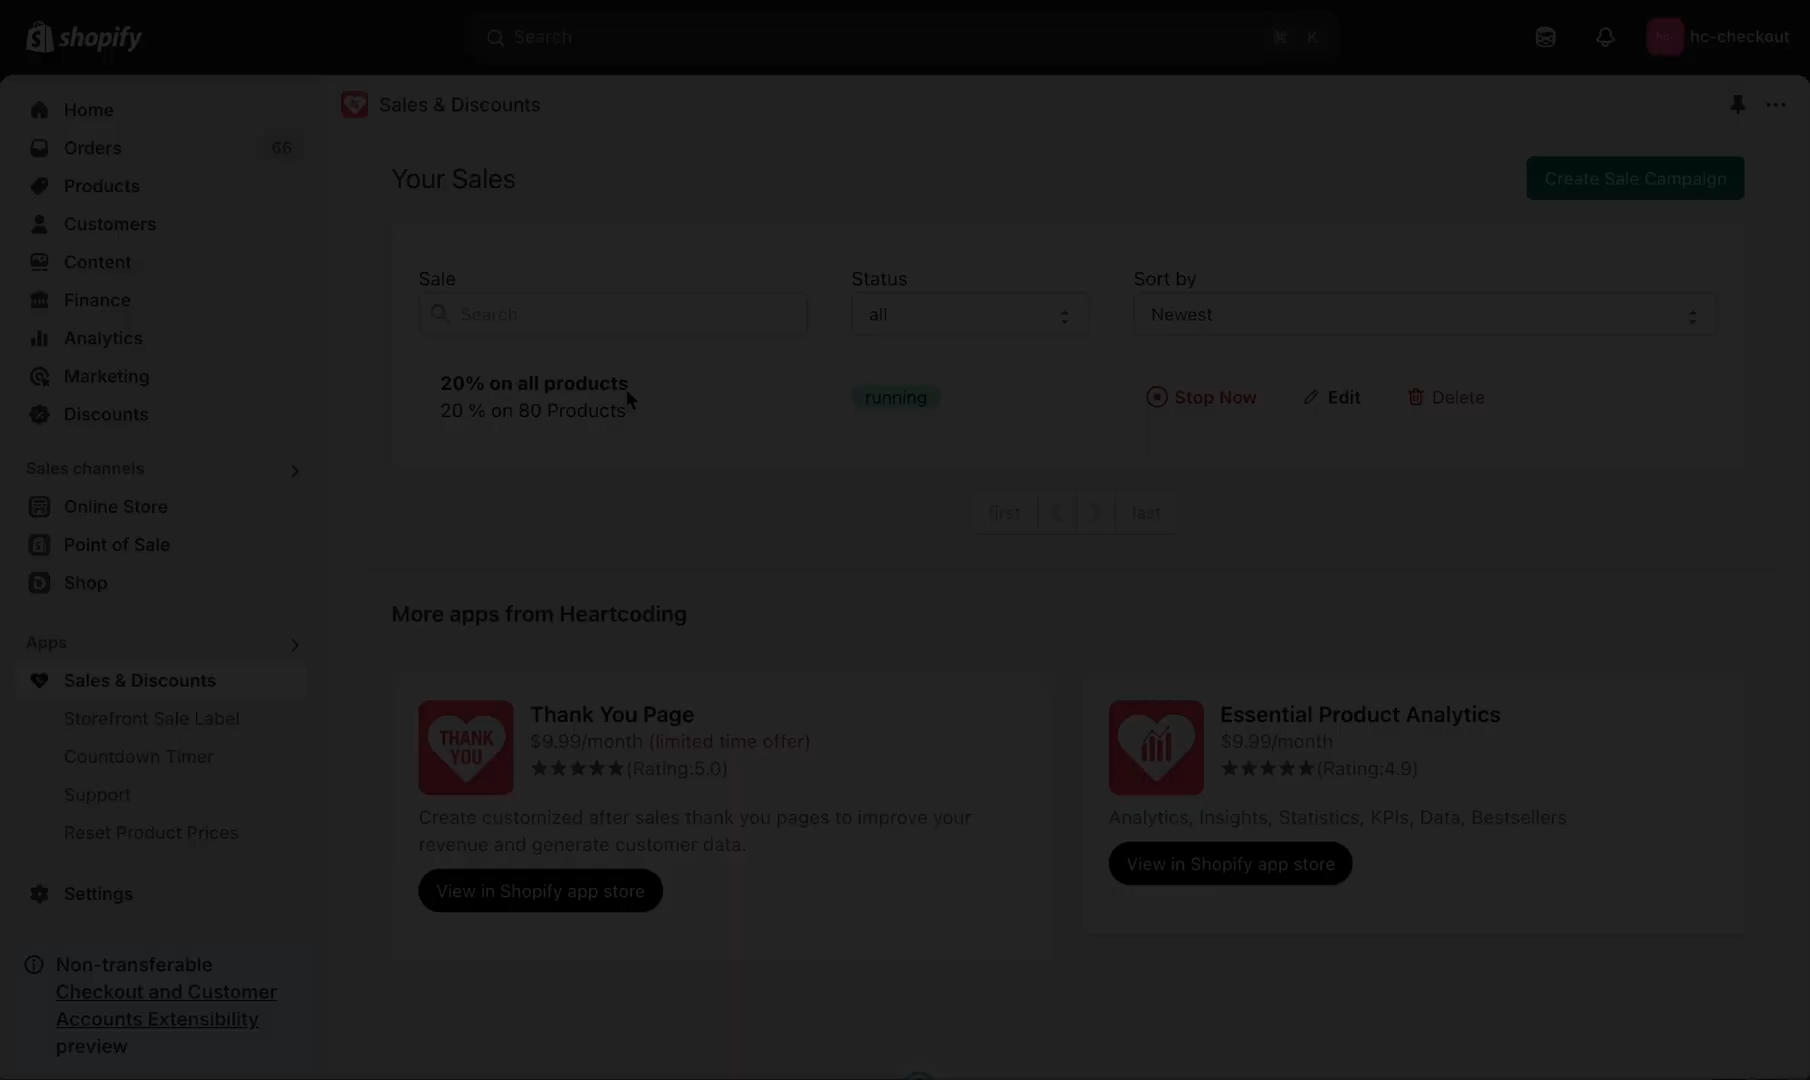 shopify
Search
⌘ K
hc-checkout
Home
Orders 66
Products
Customers
Content
Finance
Analytics
Marketing
Discounts
Sales channels
Online Store
Point of Sale
Shop
Apps
Sales & Discounts
Storefront Sale Label
Countdown Timer
Support
Reset Product Prices
Settings
Non-transferable
Checkout and Customer
Accounts Extensibility
preview
Sales & Discounts
Your Sales
Create Sale Campaign
Sale
Status
Sort by
Search
all
Newest
20% on all products
20 % on 80 Products
running
Stop Now
Edit
Delete
first
last
More apps from Heartcoding
THANK
YOU
Thank You Page
$9.99/month (limited time offer)
★★★★★(Rating:5.0)
Create customized after sales thank you pages to improve your
revenue and generate customer data.
View in Shopify app store
Essential Product Analytics
$9.99/month
★★★★★(Rating:4.9)
Analytics, Insights, Statistics, KPIs, Data, Bestsellers
View in Shopify app store